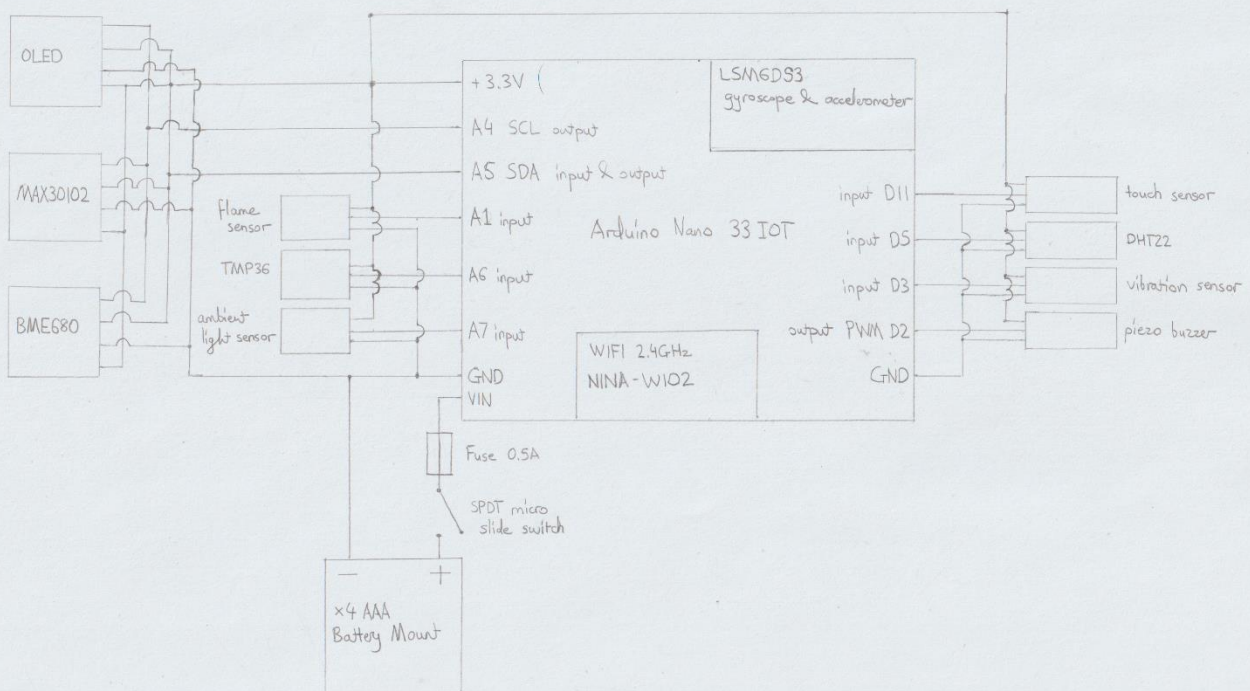 OLED
MAX30102
BME680
flame
sensor
TMP36
ambient
light sensor
+3.3V (
A4 SCL output
A5 SDA input & output
A1 input
A6 input
A7 input
GND
VIN
LSM6DS3
gyroscope & accelerometer
Arduino Nano 33 IOT
input D11
input D5
input D3
output PWM D2
GND
WIFI 2.4GHz
NINA-W102
touch sensor
DHT22
vibration sensor
piezo buzzer
Fuse 0.5A
SPDT micro
slide switch
— +
×4 AAA
Battery Mount